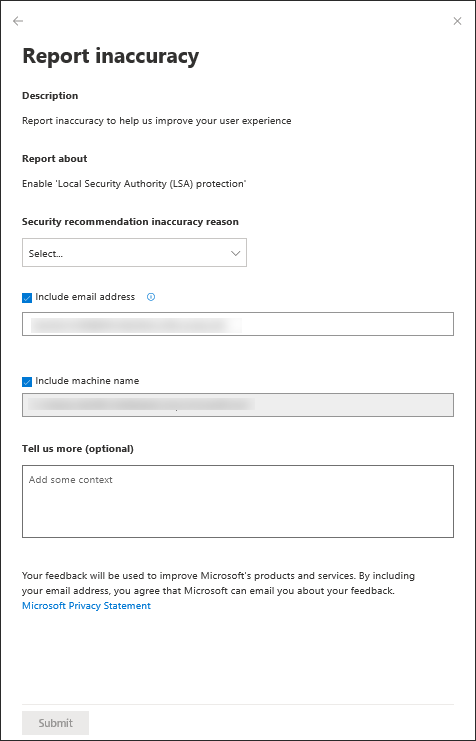 Report inaccuracy
Description
Report inaccuracy to help us improve your user experience
Report about
Enable 'Local Security Authority (LSA) protection'
Security recommendation inaccuracy reason
Select...
Include email address
Include machine name
Tell us more (optional)
Add some context
Your feedback will be used to improve Microsoft's products and services. By including
your email address, you agree that Microsoft can email you about your feedback.
Microsoft Privacy Statement
Submit